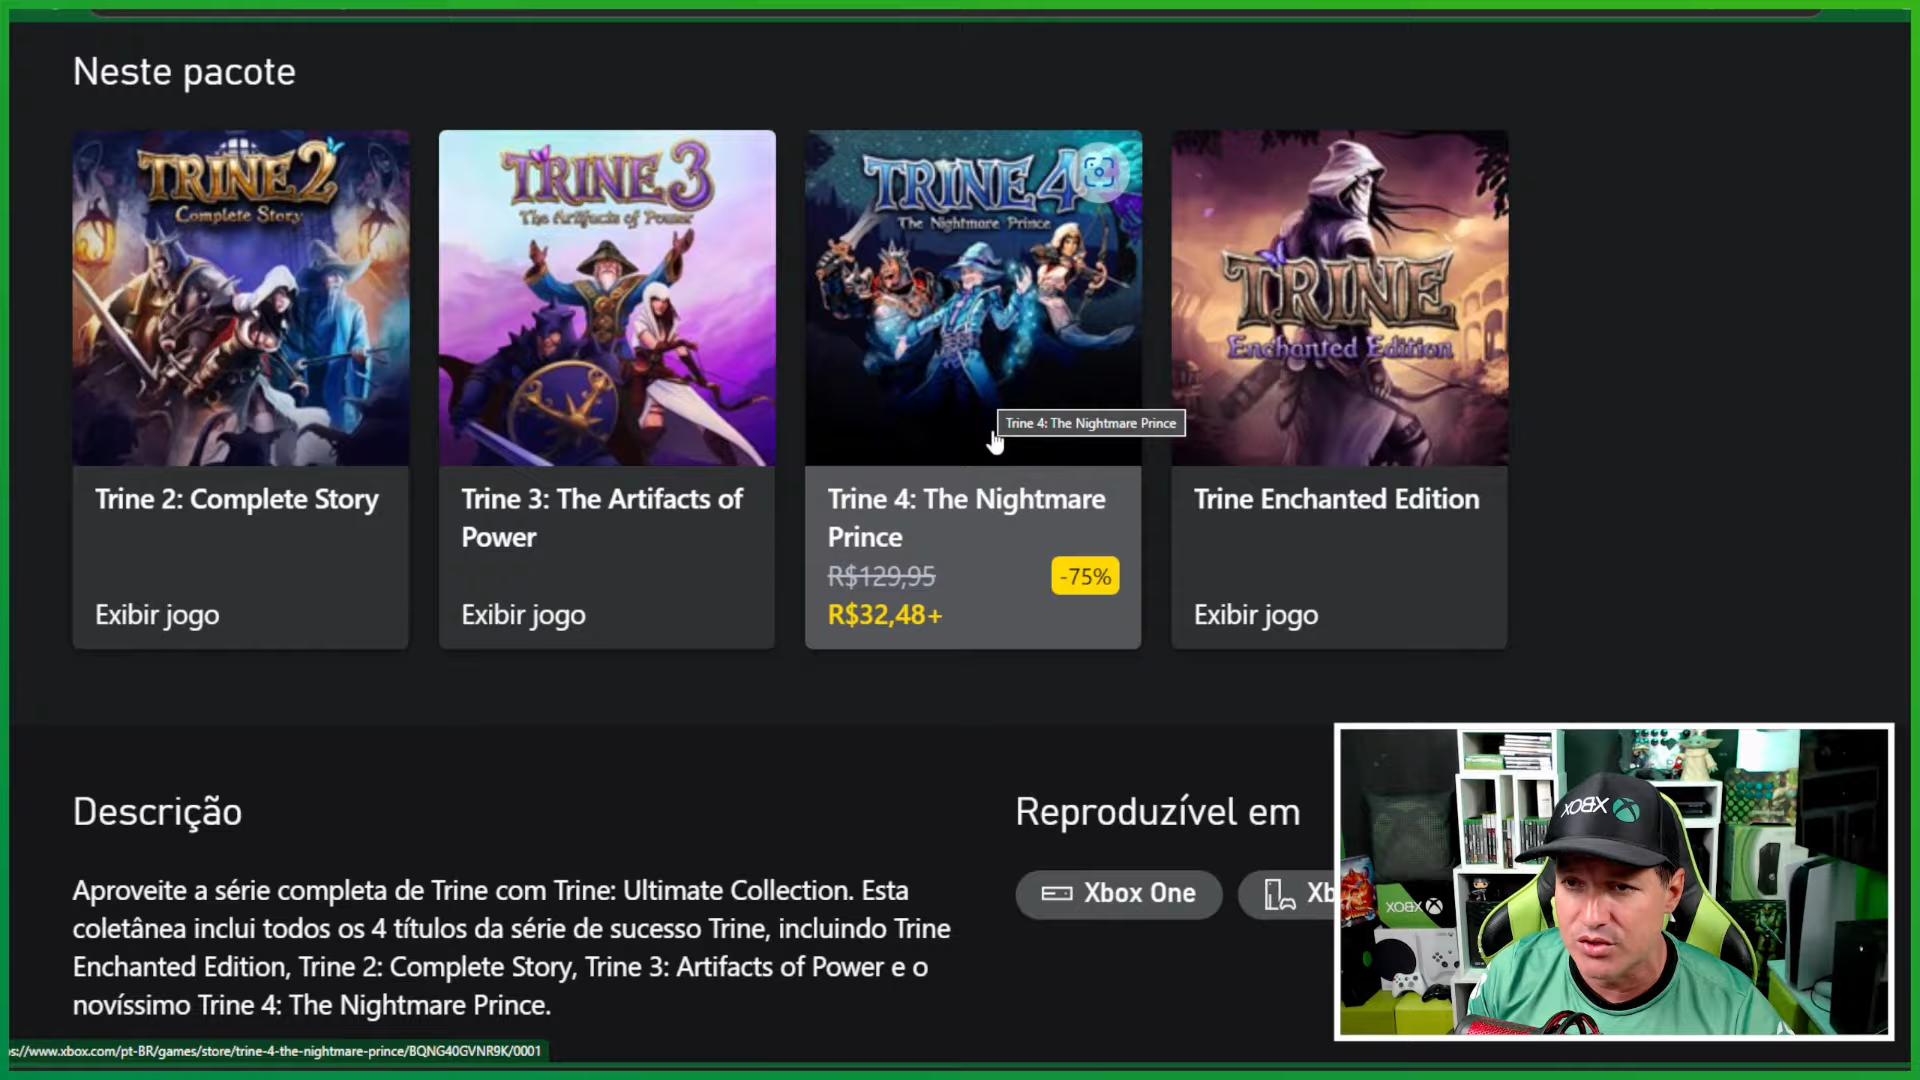 Neste pacote
TRINE 2
Complete Story
TRINE 3
The Artifacts of Power
TRINE 4
The Nightmare Prince
TRINE
Enchanted Edition
Trine 4: The Nightmare Prince
Trine 2: Complete Story
Exibir jogo
Trine 3: The Artifacts of
Power
Exibir jogo
Trine 4: The Nightmare
Prince
R$129,95
-75%
R$32,48+
Trine Enchanted Edition
Exibir jogo
Descrição
Aproveite a série completa de Trine com Trine: Ultimate Collection. Esta
coletânea inclui todos os 4 títulos da série de sucesso Trine, incluindo Trine
Enchanted Edition, Trine 2: Complete Story, Trine 3: Artifacts of Power e o
novíssimo Trine 4: The Nightmare Prince.
Reproduzível em
Xbox One
Xb
XBOX
XBOX
s://www.xbox.com/pt-BR/games/store/trine-4-the-nightmare-prince/BQNG40GVNR9K/0001